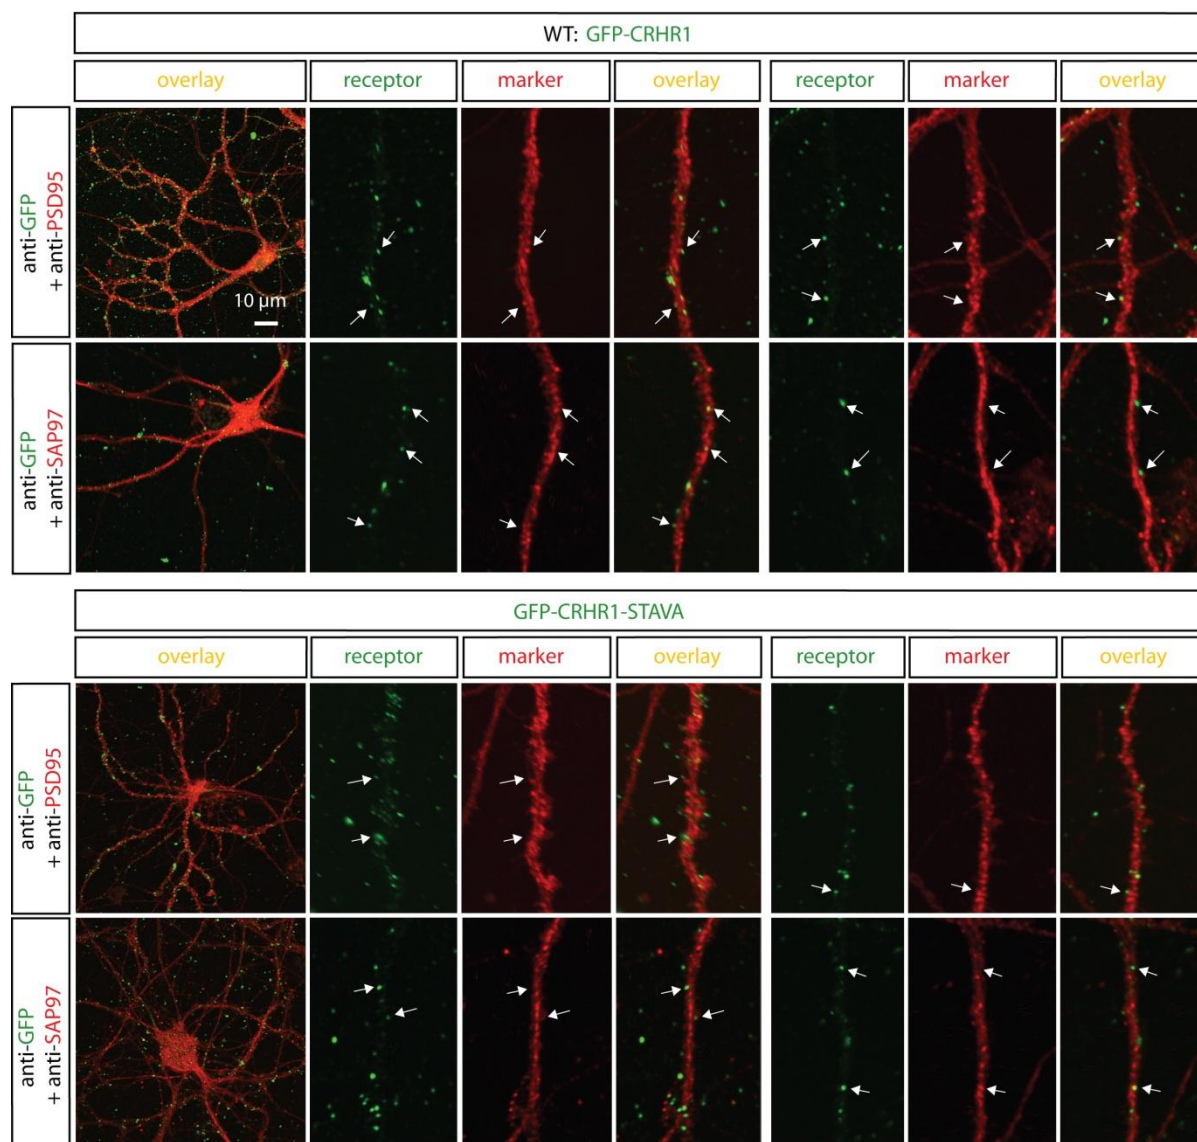 WT: GFP-CRHR1
overlay receptor marker overlay receptor marker overlay
anti-GFP
+ anti-PSD95
10 µm
anti-GFP
+ anti-SAP97
GFP-CRHR1-STAVA
overlay receptor marker overlay receptor marker overlay
anti-GFP
+ anti-PSD95
anti-GFP
+ anti-SAP97